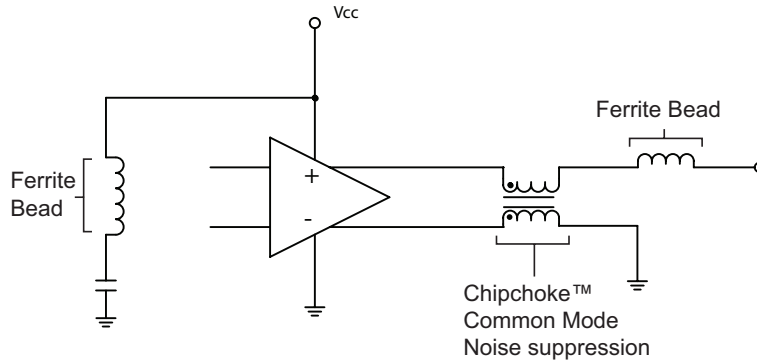 Vcc
Ferrite Bead
Ferrite
Bead
+
-
Chipchoke™
Common Mode
Noise suppression